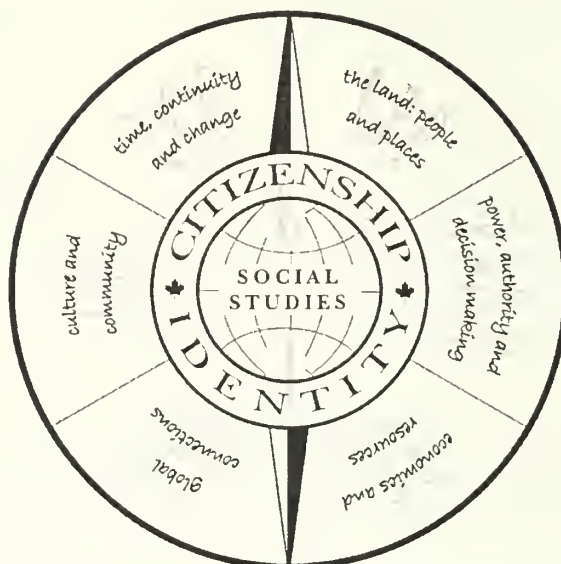 time, continuity
and change
the land: people
and places
power, authority and
decision making
economics and
resources
global
connections
culture and
community
CITIZENSHIP
IDENTITY
SOCIAL
STUDIES